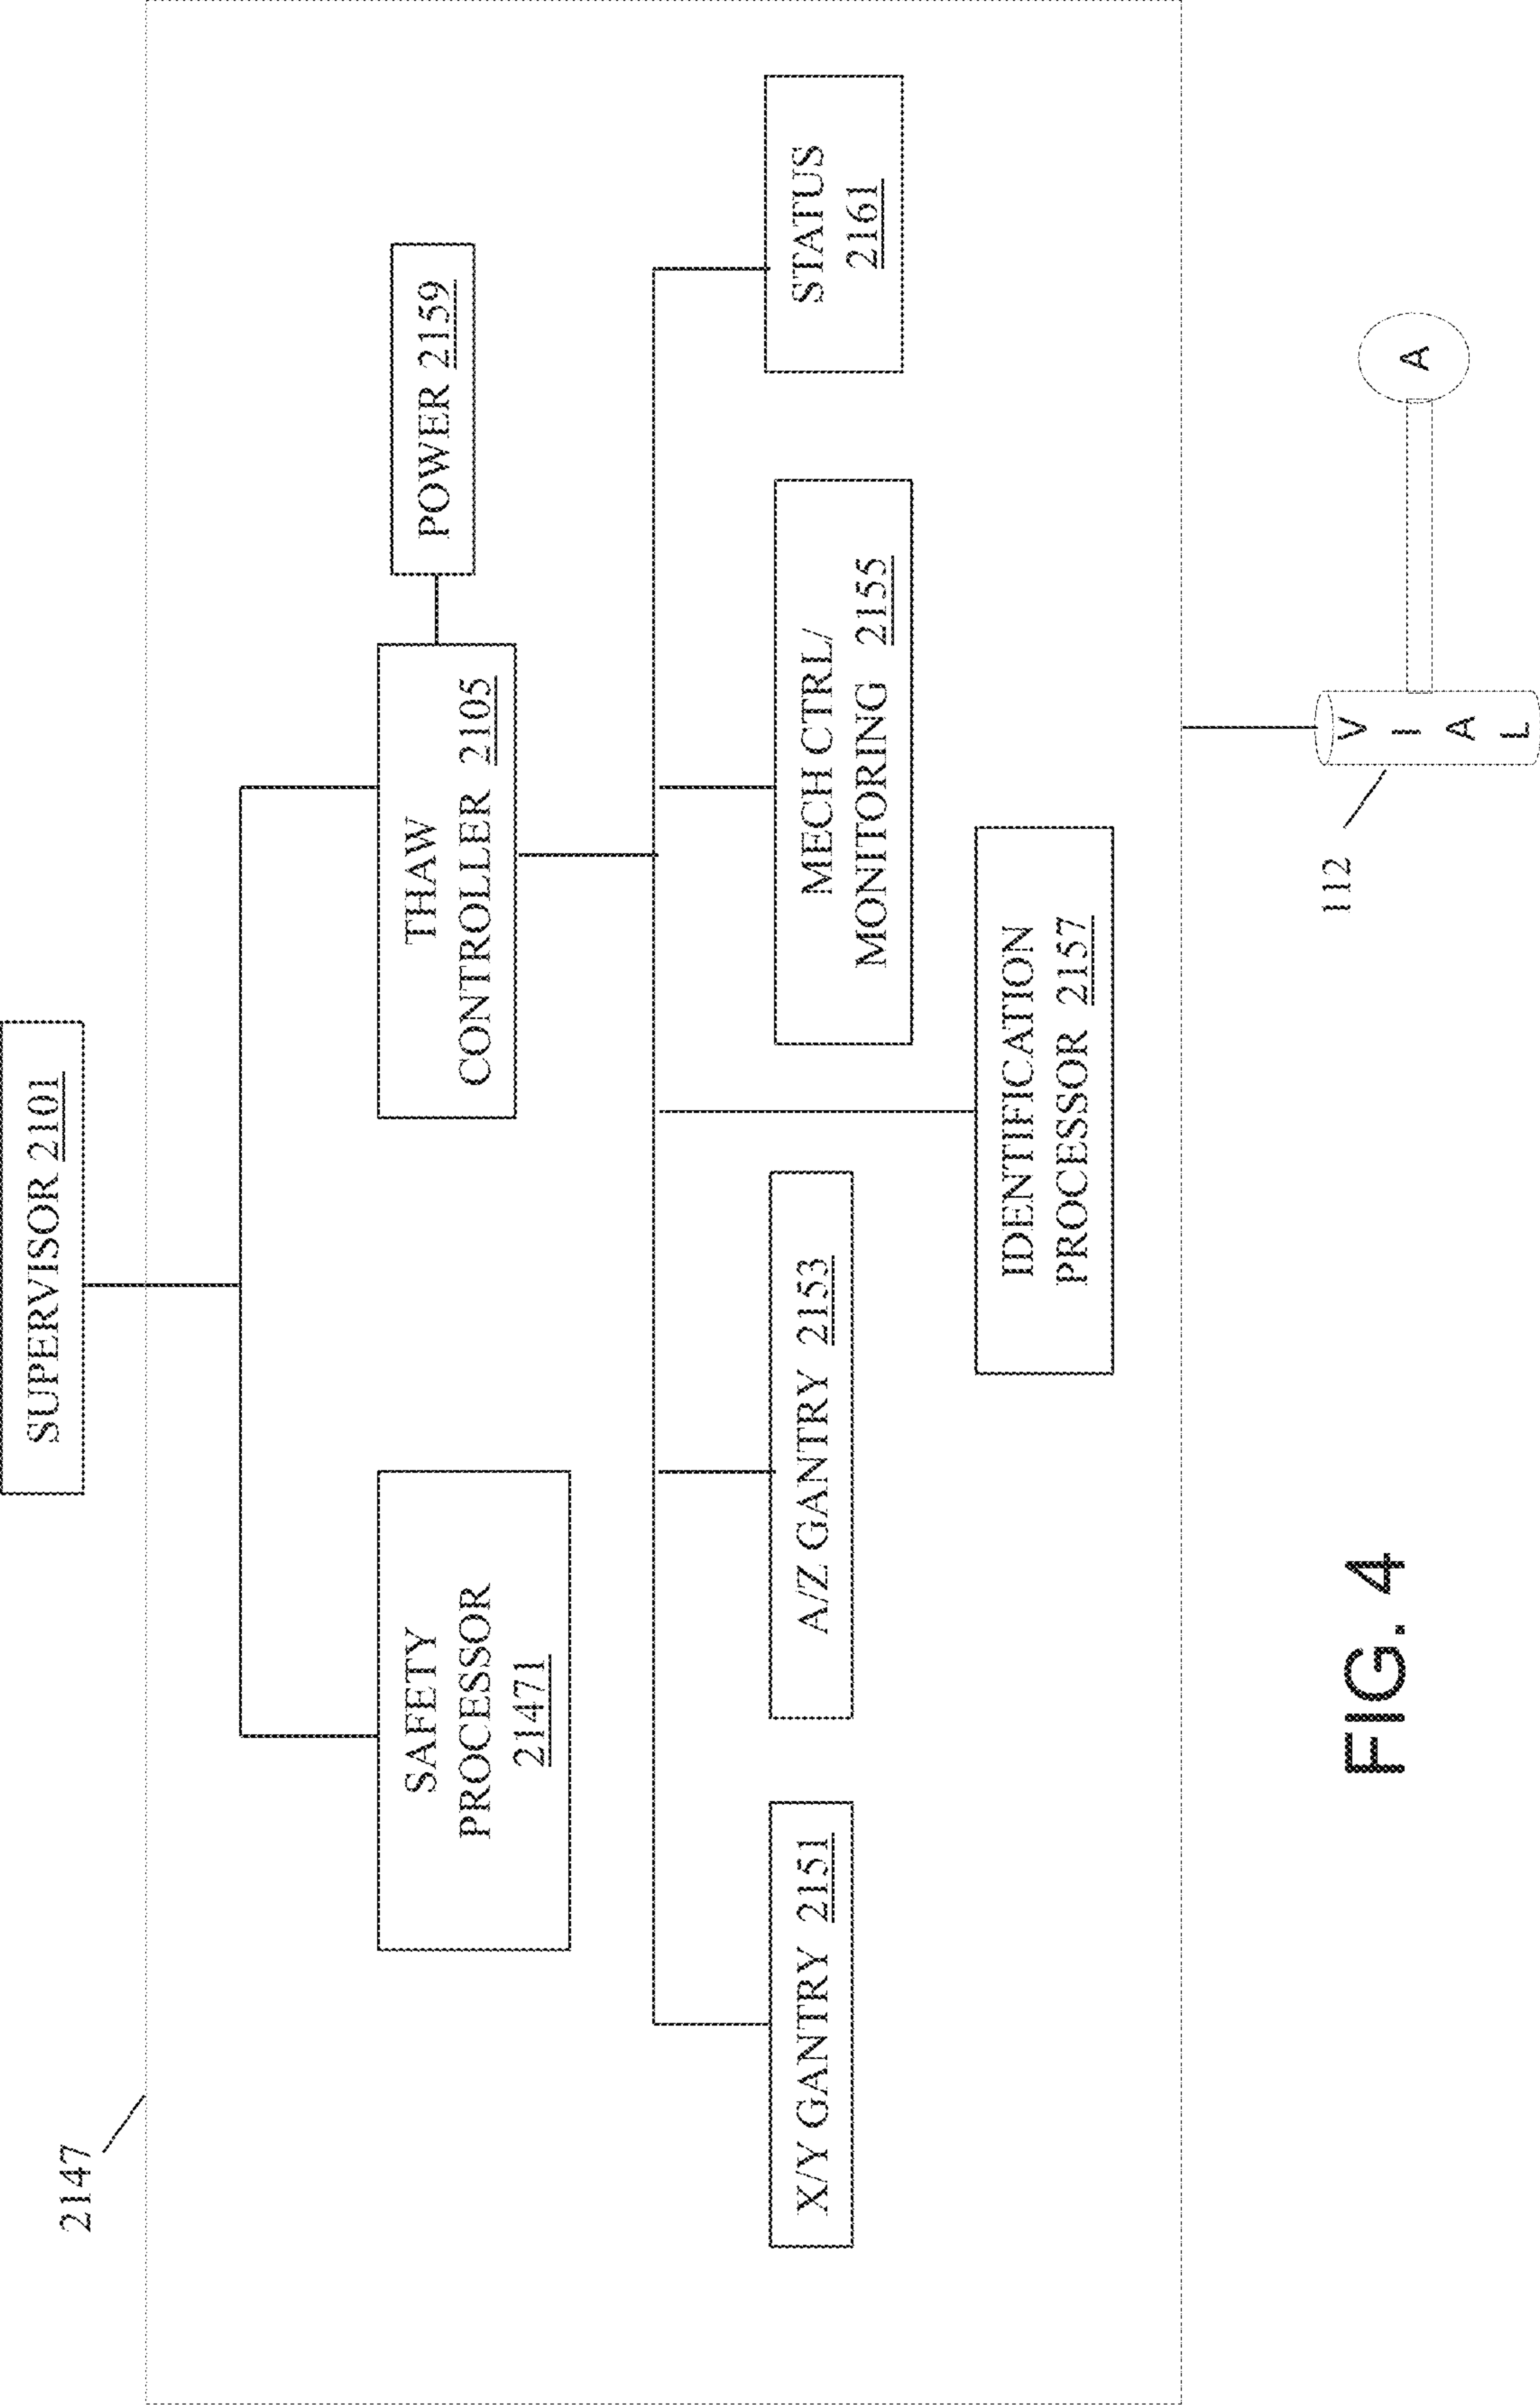 SUPERVISOR 2101
2147
SAFETY
PROCESSOR
21471
THAW
CONTROLLER 2105
POWER 2159
X/Y GANTRY 2151
A/Z GANTRY 2153
MECH CTRL/
MONITORING 2155
STATUS
2161
IDENTIFICATION
PROCESSOR 2157
112
V
I
A
L
A
FIG. 4